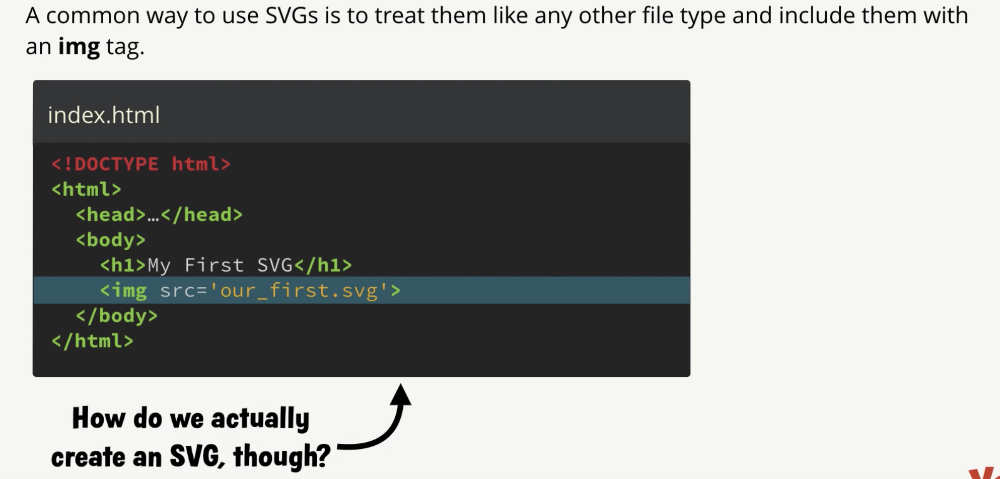 A common way to use SVGs is to treat them like any other file type and include them with
an img tag.
index.html
<!DOCTYPE html>
<html>
<head>…</head>
<body>
<h1>My First SVG</h1>
<img src='our_first.svg'>
</body>
</html>
How do we actually
create an SVG, though?